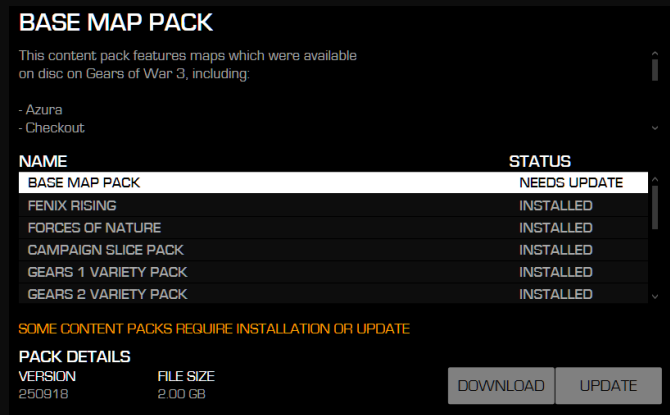 BASE MAP PACK
This content pack features maps which were available
on disc on Gears of War 3, including:
- Azura
- Checkout
NAME STATUS
BASE MAP PACK NEEDS UPDATE
FENIX RISING INSTALLED
FORCES OF NATURE INSTALLED
CAMPAIGN SLICE PACK INSTALLED
GEARS 1 VARIETY PACK INSTALLED
GEARS 2 VARIETY PACK INSTALLED
SOME CONTENT PACKS REQUIRE INSTALLATION OR UPDATE
PACK DETAILS
VERSION FILE SIZE
250918 2.00 GB
DOWNLOAD UPDATE